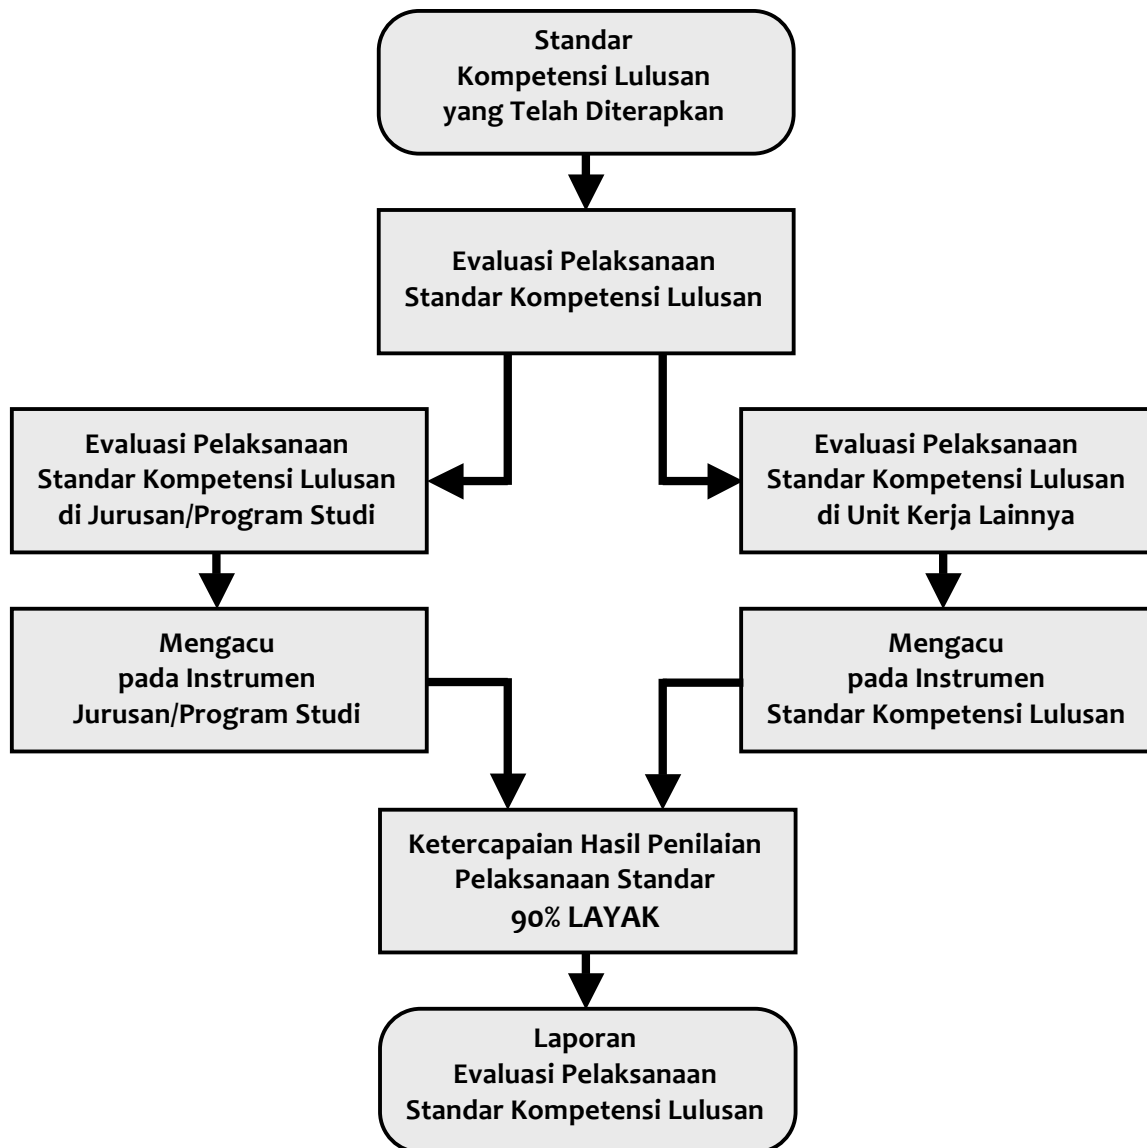 Standar
Kompetensi Lulusan
yang Telah Diterapkan
Evaluasi Pelaksanaan
Standar Kompetensi Lulusan
Evaluasi Pelaksanaan
Standar Kompetensi Lulusan
di Jurusan/Program Studi
Evaluasi Pelaksanaan
Standar Kompetensi Lulusan
di Unit Kerja Lainnya
Mengacu
pada Instrumen
Jurusan/Program Studi
Mengacu
pada Instrumen
Standar Kompetensi Lulusan
Ketercapaian Hasil Penilaian
Pelaksanaan Standar
90% LAYAK
Laporan
Evaluasi Pelaksanaan
Standar Kompetensi Lulusan